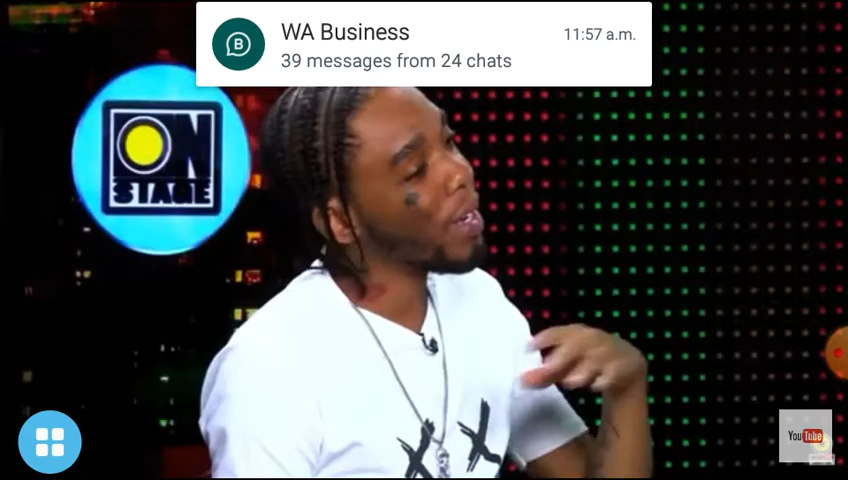 WA Business
11:57 a.m.
39 messages from 24 chats
B
ON
STAGE
YouTube